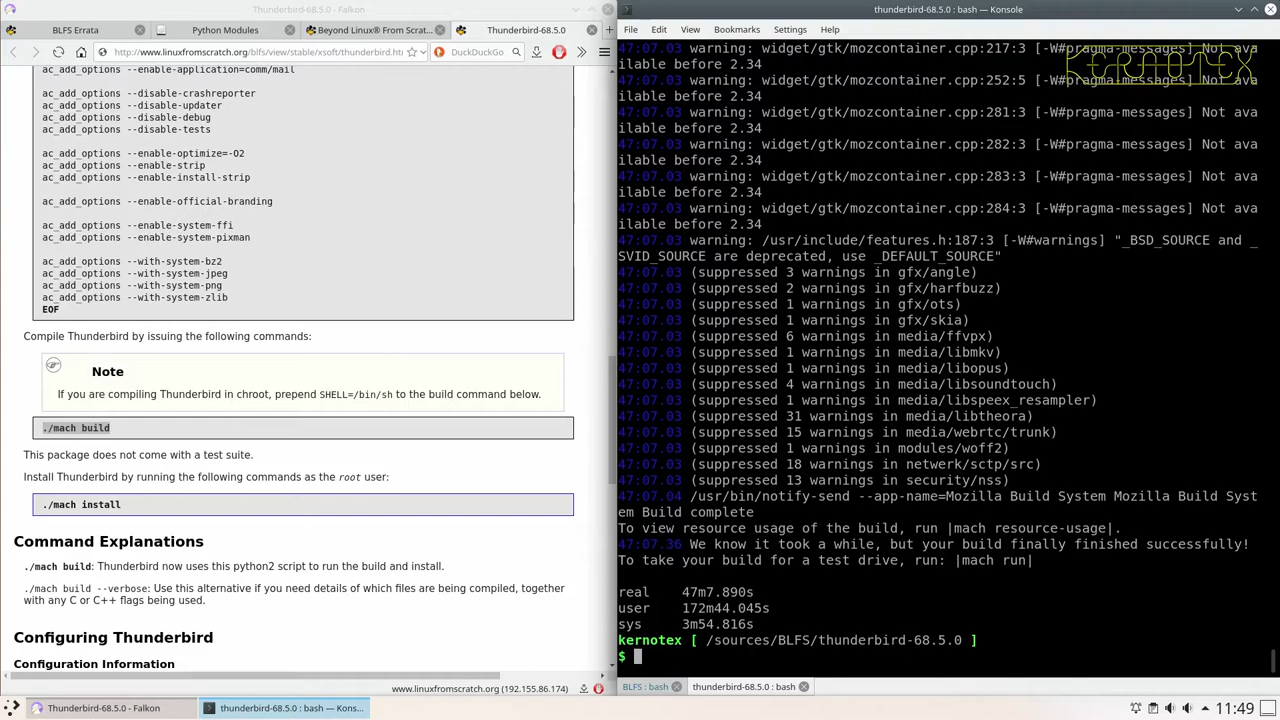 Thunderbird-68.5.0 - Falkon
BLFS Errata
Python Modules
Beyond Linux® From Scra...
Thunderbird-68.5.0
http://www.linuxfromscratch.org/blfs/view/stable/xsoft/thunderbird.ht
DuckDuckGo
ac_add_options --enable-application=comm/mail
ac_add_options --disable-crashreporter
ac_add_options --disable-updater
ac_add_options --disable-debug
ac_add_options --disable-tests
ac_add_options --enable-optimize=-O2
ac_add_options --enable-strip
ac_add_options --enable-install-strip
ac_add_options --enable-official-branding
ac_add_options --enable-system-ffi
ac_add_options --enable-system-pixman
ac_add_options --with-system-bz2
ac_add_options --with-system-jpeg
ac_add_options --with-system-png
ac_add_options --with-system-zlib
EOF
Compile Thunderbird by issuing the following commands:
Note
If you are compiling Thunderbird in chroot, prepend SHELL=/bin/sh to the build command below.
./mach build
This package does not come with a test suite.
Install Thunderbird by running the following commands as the root user:
./mach install
Command Explanations
./mach build: Thunderbird now uses this python2 script to run the build and install.
./mach build --verbose: Use this alternative if you need details of which files are being compiled, together
with any C or C++ flags being used.
Configuring Thunderbird
Configuration Information
www.linuxfromscratch.org (192.155.86.174)
thunderbird-68.5.0 : bash — Konsole
File Edit View Bookmarks Settings Help
KERNOTEX
47:07.03 warning: widget/gtk/mozcontainer.cpp:217:3 [-W#pragma-messages] Not ava
ilable before 2.34
47:07.03 warning: widget/gtk/mozcontainer.cpp:252:5 [-W#pragma-messages] Not ava
ilable before 2.34
47:07.03 warning: widget/gtk/mozcontainer.cpp:281:3 [-W#pragma-messages] Not ava
ilable before 2.34
47:07.03 warning: widget/gtk/mozcontainer.cpp:282:3 [-W#pragma-messages] Not ava
ilable before 2.34
47:07.03 warning: widget/gtk/mozcontainer.cpp:283:3 [-W#pragma-messages] Not ava
ilable before 2.34
47:07.03 warning: widget/gtk/mozcontainer.cpp:284:3 [-W#pragma-messages] Not ava
ilable before 2.34
47:07.03 warning: /usr/include/features.h:187:3 [-W#warnings] "_BSD_SOURCE and _
SVID_SOURCE are deprecated, use _DEFAULT_SOURCE"
47:07.03 (suppressed 3 warnings in gfx/angle)
47:07.03 (suppressed 2 warnings in gfx/harfbuzz)
47:07.03 (suppressed 1 warnings in gfx/ots)
47:07.03 (suppressed 1 warnings in gfx/skia)
47:07.03 (suppressed 6 warnings in media/ffvpx)
47:07.03 (suppressed 1 warnings in media/libmkv)
47:07.03 (suppressed 1 warnings in media/libopus)
47:07.03 (suppressed 4 warnings in media/libsoundtouch)
47:07.03 (suppressed 1 warnings in media/libspeex_resampler)
47:07.03 (suppressed 31 warnings in media/libtheora)
47:07.03 (suppressed 15 warnings in media/webrtc/trunk)
47:07.03 (suppressed 1 warnings in modules/woff2)
47:07.03 (suppressed 18 warnings in netwerk/sctp/src)
47:07.03 (suppressed 13 warnings in security/nss)
47:07.04 /usr/bin/notify-send --app-name=Mozilla Build System Mozilla Build Syst
em Build complete
To view resource usage of the build, run |mach resource-usage|.
47:07.36 We know it took a while, but your build finally finished successfully!
To take your build for a test drive, run: |mach run|
real 47m7.890s
user 172m44.045s
sys 3m54.816s
kernotex [ /sources/BLFS/thunderbird-68.5.0 ]
$
BLFS : bash
thunderbird-68.5.0 : bash
Thunderbird-68.5.0 - Falkon
thunderbird-68.5.0 : bash — Kons...
11:49